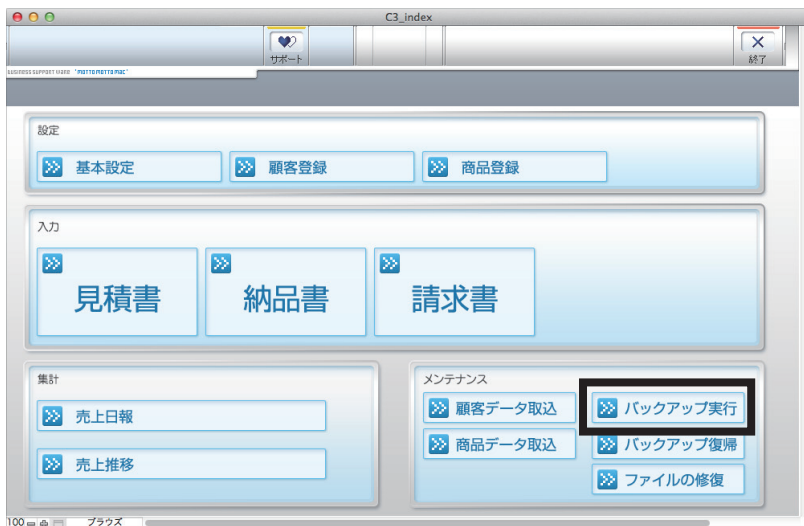 C3_index
サポート
終了
BUSINESS SUPPORT WARE "MOTTOMOTTOMAC"
設定
基本設定 顧客登録 商品登録
入力
見積書 納品書 請求書
集計
売上日報
売上推移
メンテナンス
顧客データ取込 バックアップ実行
商品データ取込 バックアップ復帰
ファイルの修復
100 ブラウズ